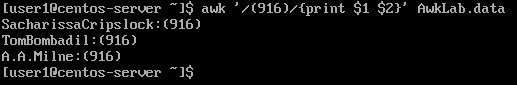 [user1@centos-server ~]$ awk '/(916)/{print $1 $2}' AwkLab.data
SacharissaCripslock:(916)
TomBombadil:(916)
A.A.Milne:(916)
[user1@centos-server ~]$